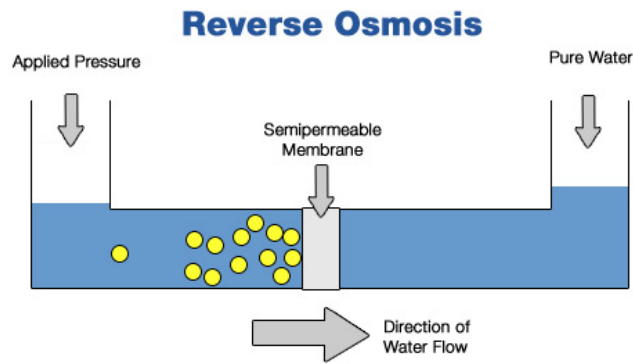 Reverse Osmosis
Applied Pressure
Pure Water
Semipermeable
Membrane
Direction of
Water Flow